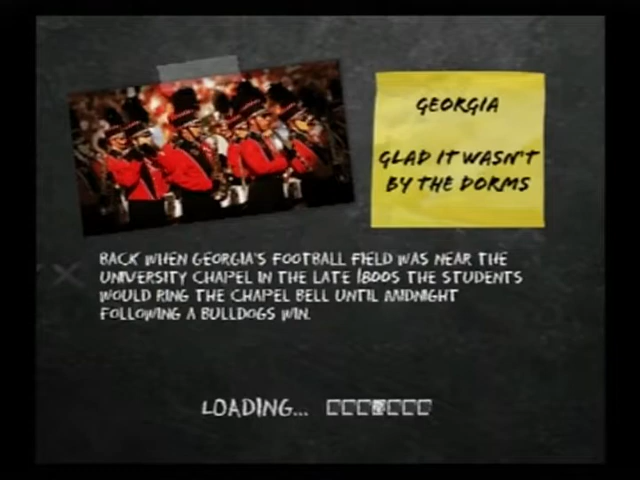 GEORGIA
GLAD IT WASN'T
BY THE DORMS
BACK WHEN GEORGIA'S FOOTBALL FIELD WAS NEAR THE
UNIVERSITY CHAPEL IN THE LATE 1800S THE STUDENTS
WOULD RING THE CHAPEL BELL UNTIL MIDNIGHT
FOLLOWING A BULLDOGS WIN.
LOADING...